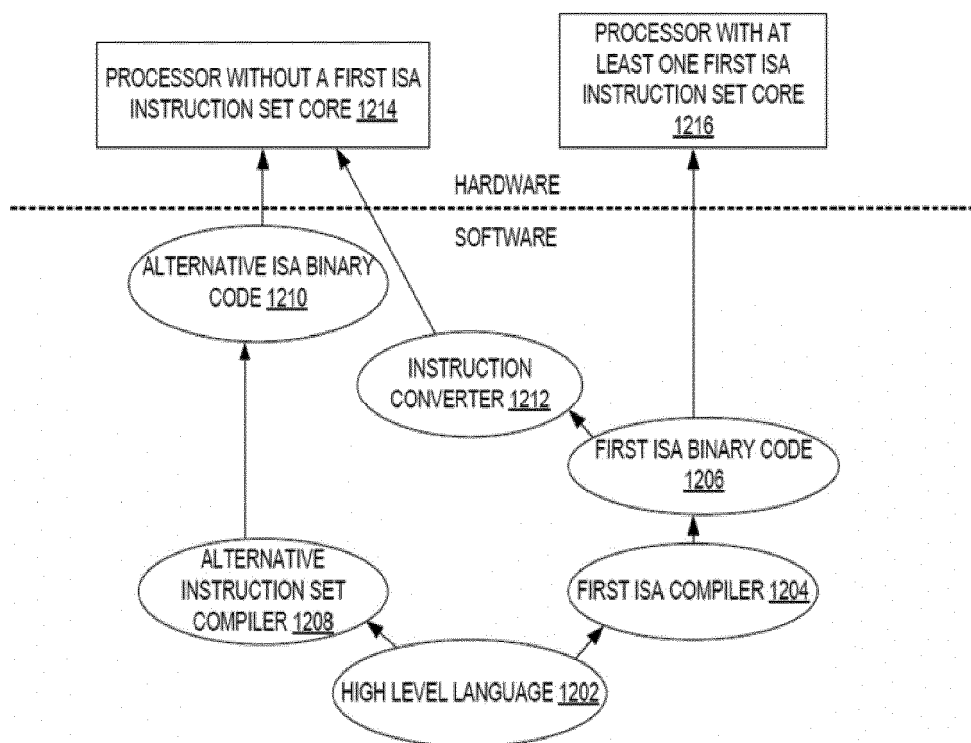 PROCESSOR WITHOUT A FIRST ISA
INSTRUCTION SET CORE 1214
PROCESSOR WITH AT
LEAST ONE FIRST ISA
INSTRUCTION SET CORE
1216
HARDWARE
SOFTWARE
ALTERNATIVE ISA BINARY
CODE 1210
INSTRUCTION
CONVERTER 1212
FIRST ISA BINARY CODE
1206
ALTERNATIVE
INSTRUCTION SET
COMPILER 1208
FIRST ISA COMPILER 1204
HIGH LEVEL LANGUAGE 1202